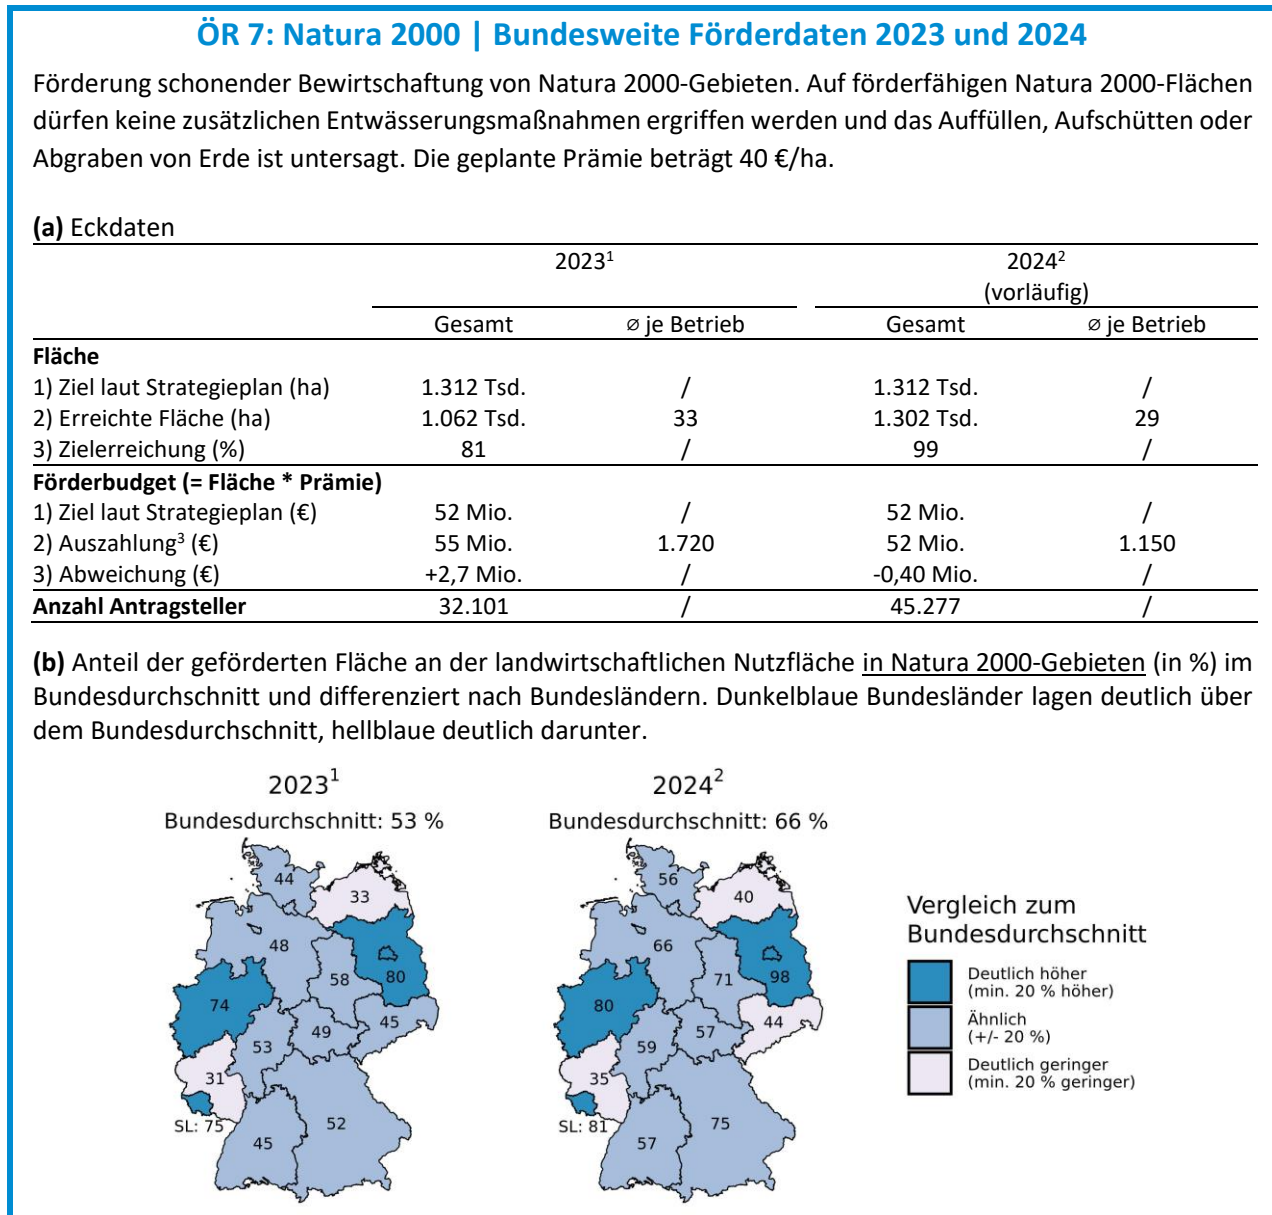 ÖR 7: Natura 2000 | Bundesweite Förderdaten 2023 und 2024
Förderung schonender Bewirtschaftung von Natura 2000-Gebieten. Auf förderfähigen Natura 2000-Flächen
dürfen keine zusätzlichen Entwässerungsmaßnahmen ergriffen werden und das Auffüllen, Aufschütten oder
Abgraben von Erde ist untersagt. Die geplante Prämie beträgt 40 €/ha.
(a) Eckdaten
2023¹ 2024²
(vorläufig)
Gesamt ⌀ je Betrieb Gesamt ⌀ je Betrieb
Fläche
1) Ziel laut Strategieplan (ha) 1.312 Tsd. / 1.312 Tsd. /
2) Erreichte Fläche (ha) 1.062 Tsd. 33 1.302 Tsd. 29
3) Zielerreichung (%) 81 / 99 /
Förderbudget (= Fläche * Prämie)
1) Ziel laut Strategieplan (€) 52 Mio. / 52 Mio. /
2) Auszahlung³ (€) 55 Mio. 1.720 52 Mio. 1.150
3) Abweichung (€) +2,7 Mio. / -0,40 Mio. /
Anzahl Antragsteller 32.101 / 45.277 /
(b) Anteil der geförderten Fläche an der landwirtschaftlichen Nutzfläche in Natura 2000-Gebieten (in %) im
Bundesdurchschnitt und differenziert nach Bundesländern. Dunkelblaue Bundesländer lagen deutlich über
dem Bundesdurchschnitt, hellblaue deutlich darunter.
2023¹
Bundesdurchschnitt: 53 %
44
33
48
58
80
74
45
49
53
31
SL: 75
52
45
2024²
Bundesdurchschnitt: 66 %
56
40
66
71
98
80
44
57
59
35
SL: 81
75
57
Vergleich zum
Bundesdurchschnitt
Deutlich höher
(min. 20 % höher)
Ähnlich
(+/- 20 %)
Deutlich geringer
(min. 20 % geringer)